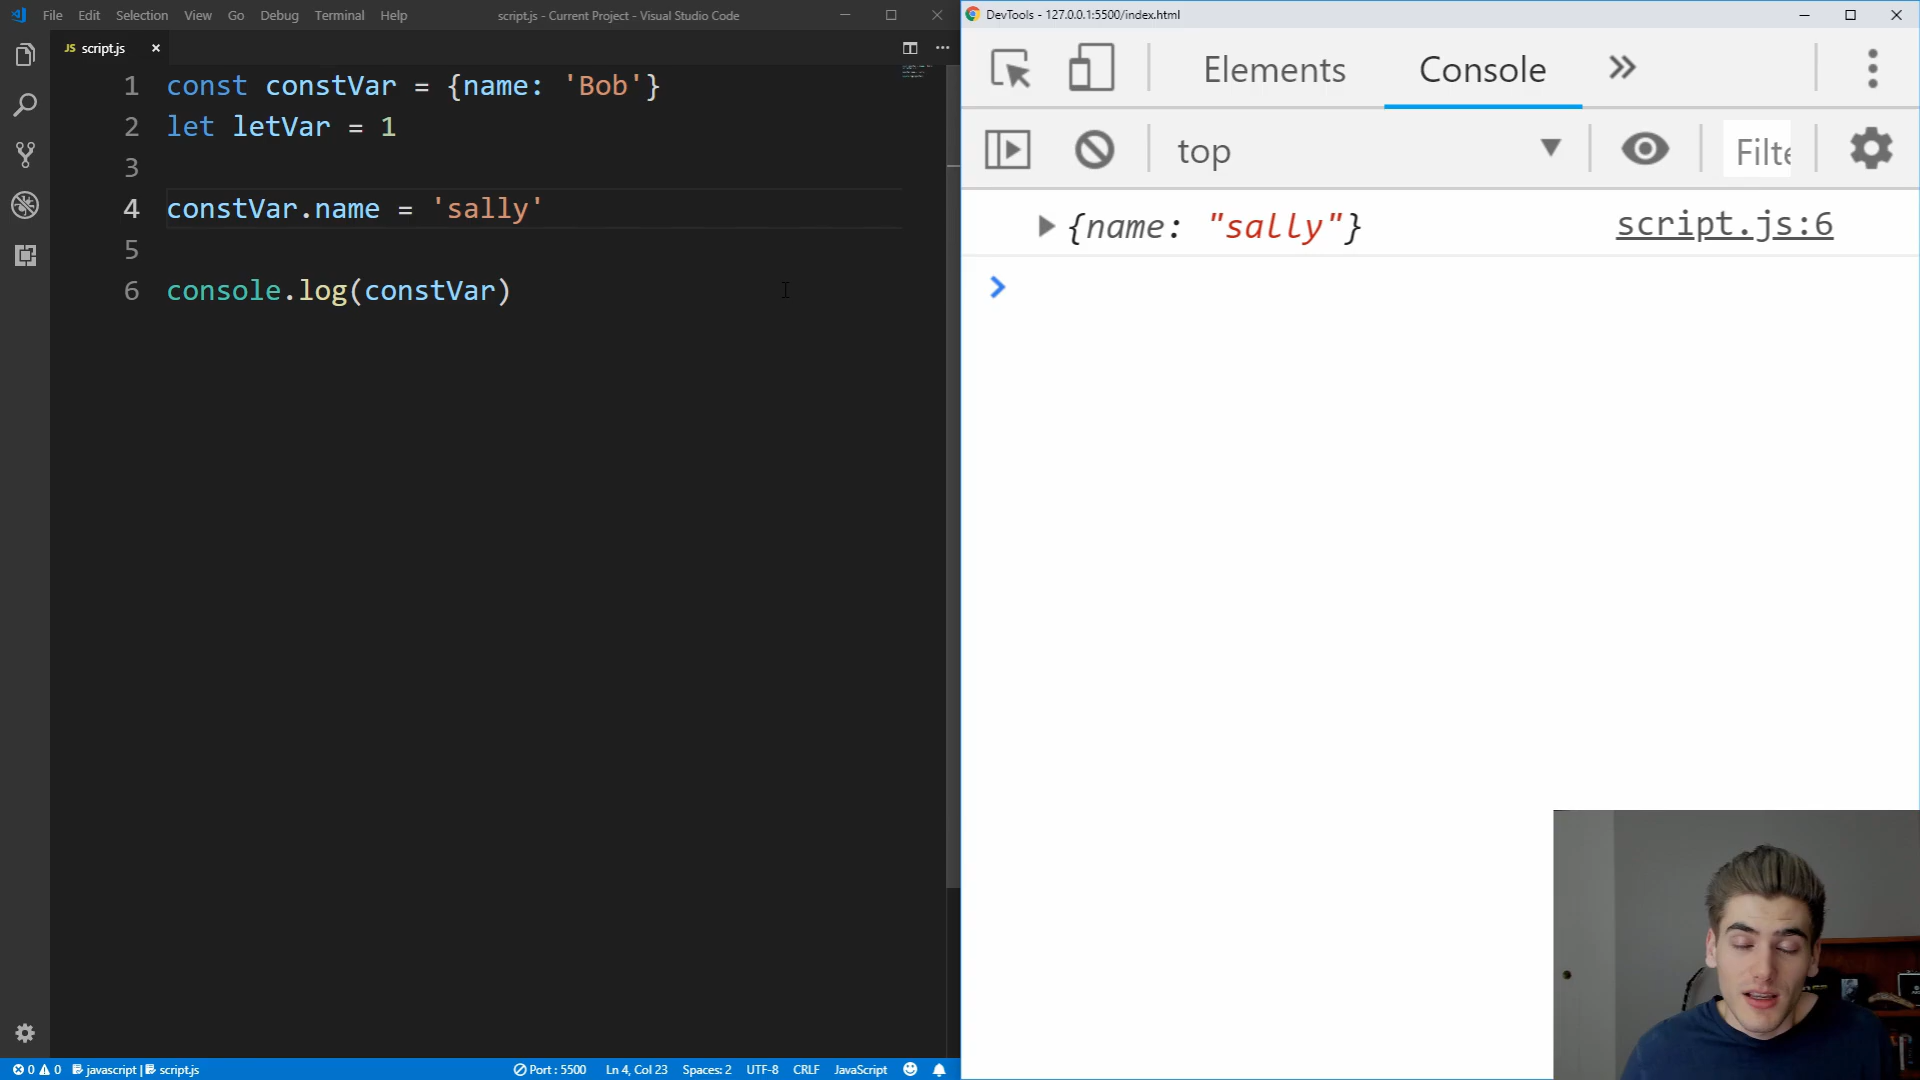 File Edit Selection View Go Debug Terminal Help script.js - Current Project - Visual Studio Code
JS script.js
1 const constVar = {name: 'Bob'}
2 let letVar = 1
3
4 constVar.name = 'sally'
5
6 console.log(constVar)
0 0 javascript | script.js Port : 5500 Ln 4, Col 23 Spaces: 2 UTF-8 CRLF JavaScript
DevTools - 127.0.0.1:5500/index.html
Elements Console
top Filte
{name: "sally"} script.js:6